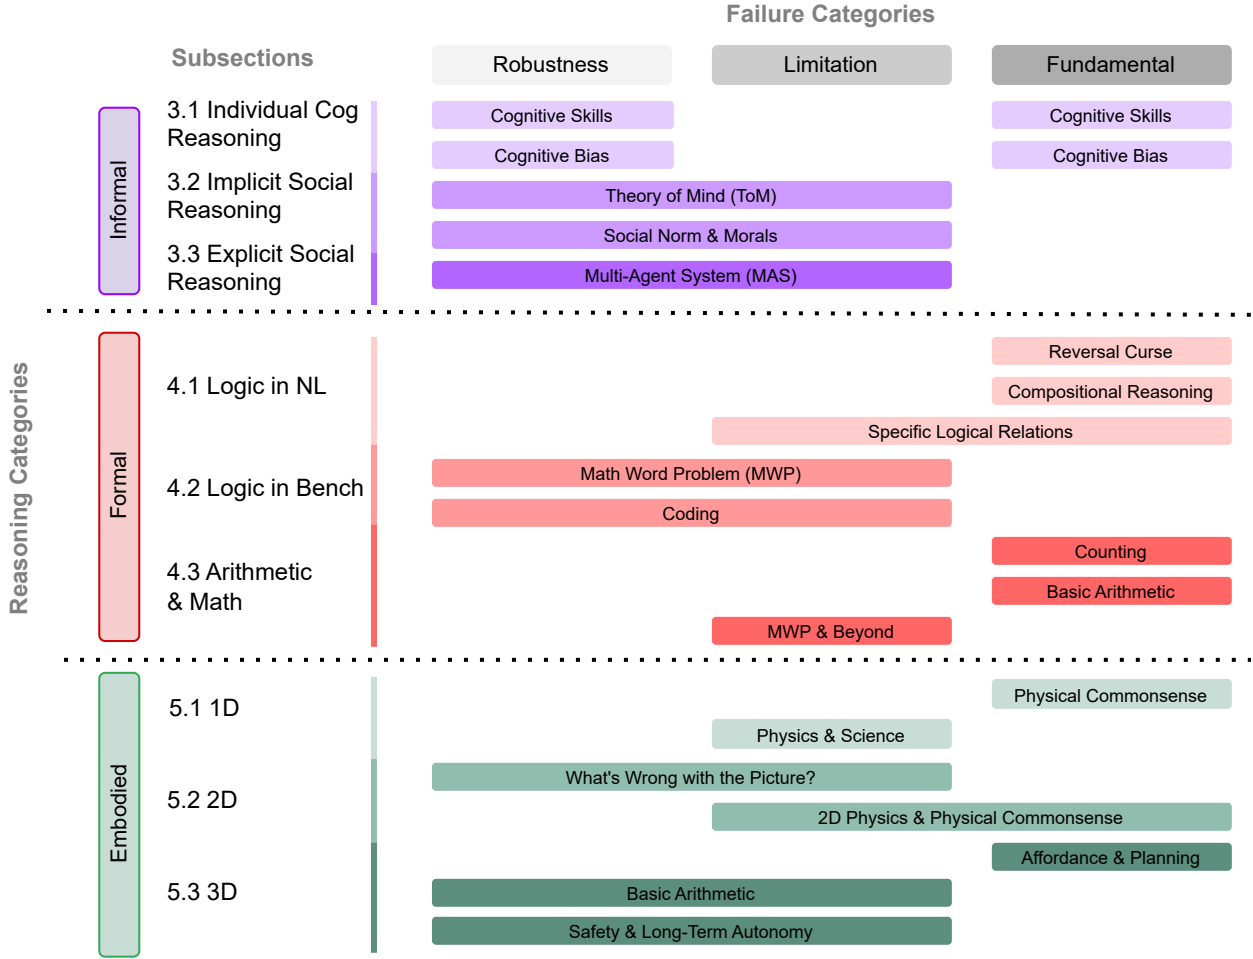 Failure Categories
Subsections
Robustness
Limitation
Fundamental
Reasoning Categories
Informal
3.1 Individual Cog
Reasoning
Cognitive Skills
Cognitive Skills
Cognitive Bias
Cognitive Bias
3.2 Implicit Social
Reasoning
Theory of Mind (ToM)
Social Norm & Morals
3.3 Explicit Social
Reasoning
Multi-Agent System (MAS)
Formal
4.1 Logic in NL
Reversal Curse
Compositional Reasoning
Specific Logical Relations
4.2 Logic in Bench
Math Word Problem (MWP)
Coding
4.3 Arithmetic
& Math
Counting
Basic Arithmetic
MWP & Beyond
Embodied
5.1 1D
Physical Commonsense
Physics & Science
5.2 2D
What's Wrong with the Picture?
2D Physics & Physical Commonsense
5.3 3D
Affordance & Planning
Basic Arithmetic
Safety & Long-Term Autonomy